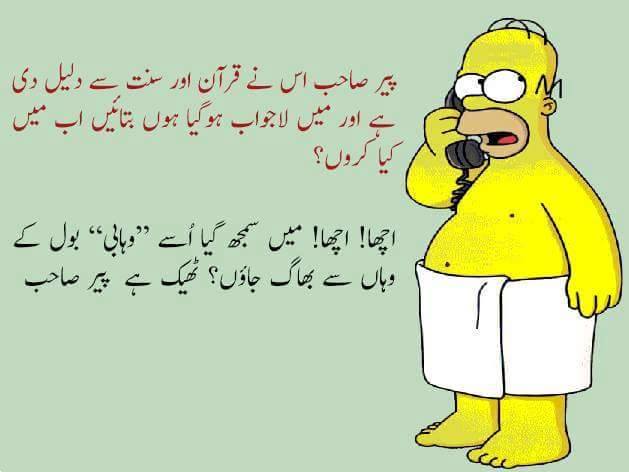 پیر صاحب اس نے قرآن اور سنت سے دلیل دی
ہے اور میں لاجواب ہوگیا ہوں بتائیں اب میں
کیا کروں؟
اچھا! اچھا! میں سمجھ گیا اُسے ”وہابی“ بول کے
وہاں سے بھاگ جاؤں؟ ٹھیک ہے پیر صاحب